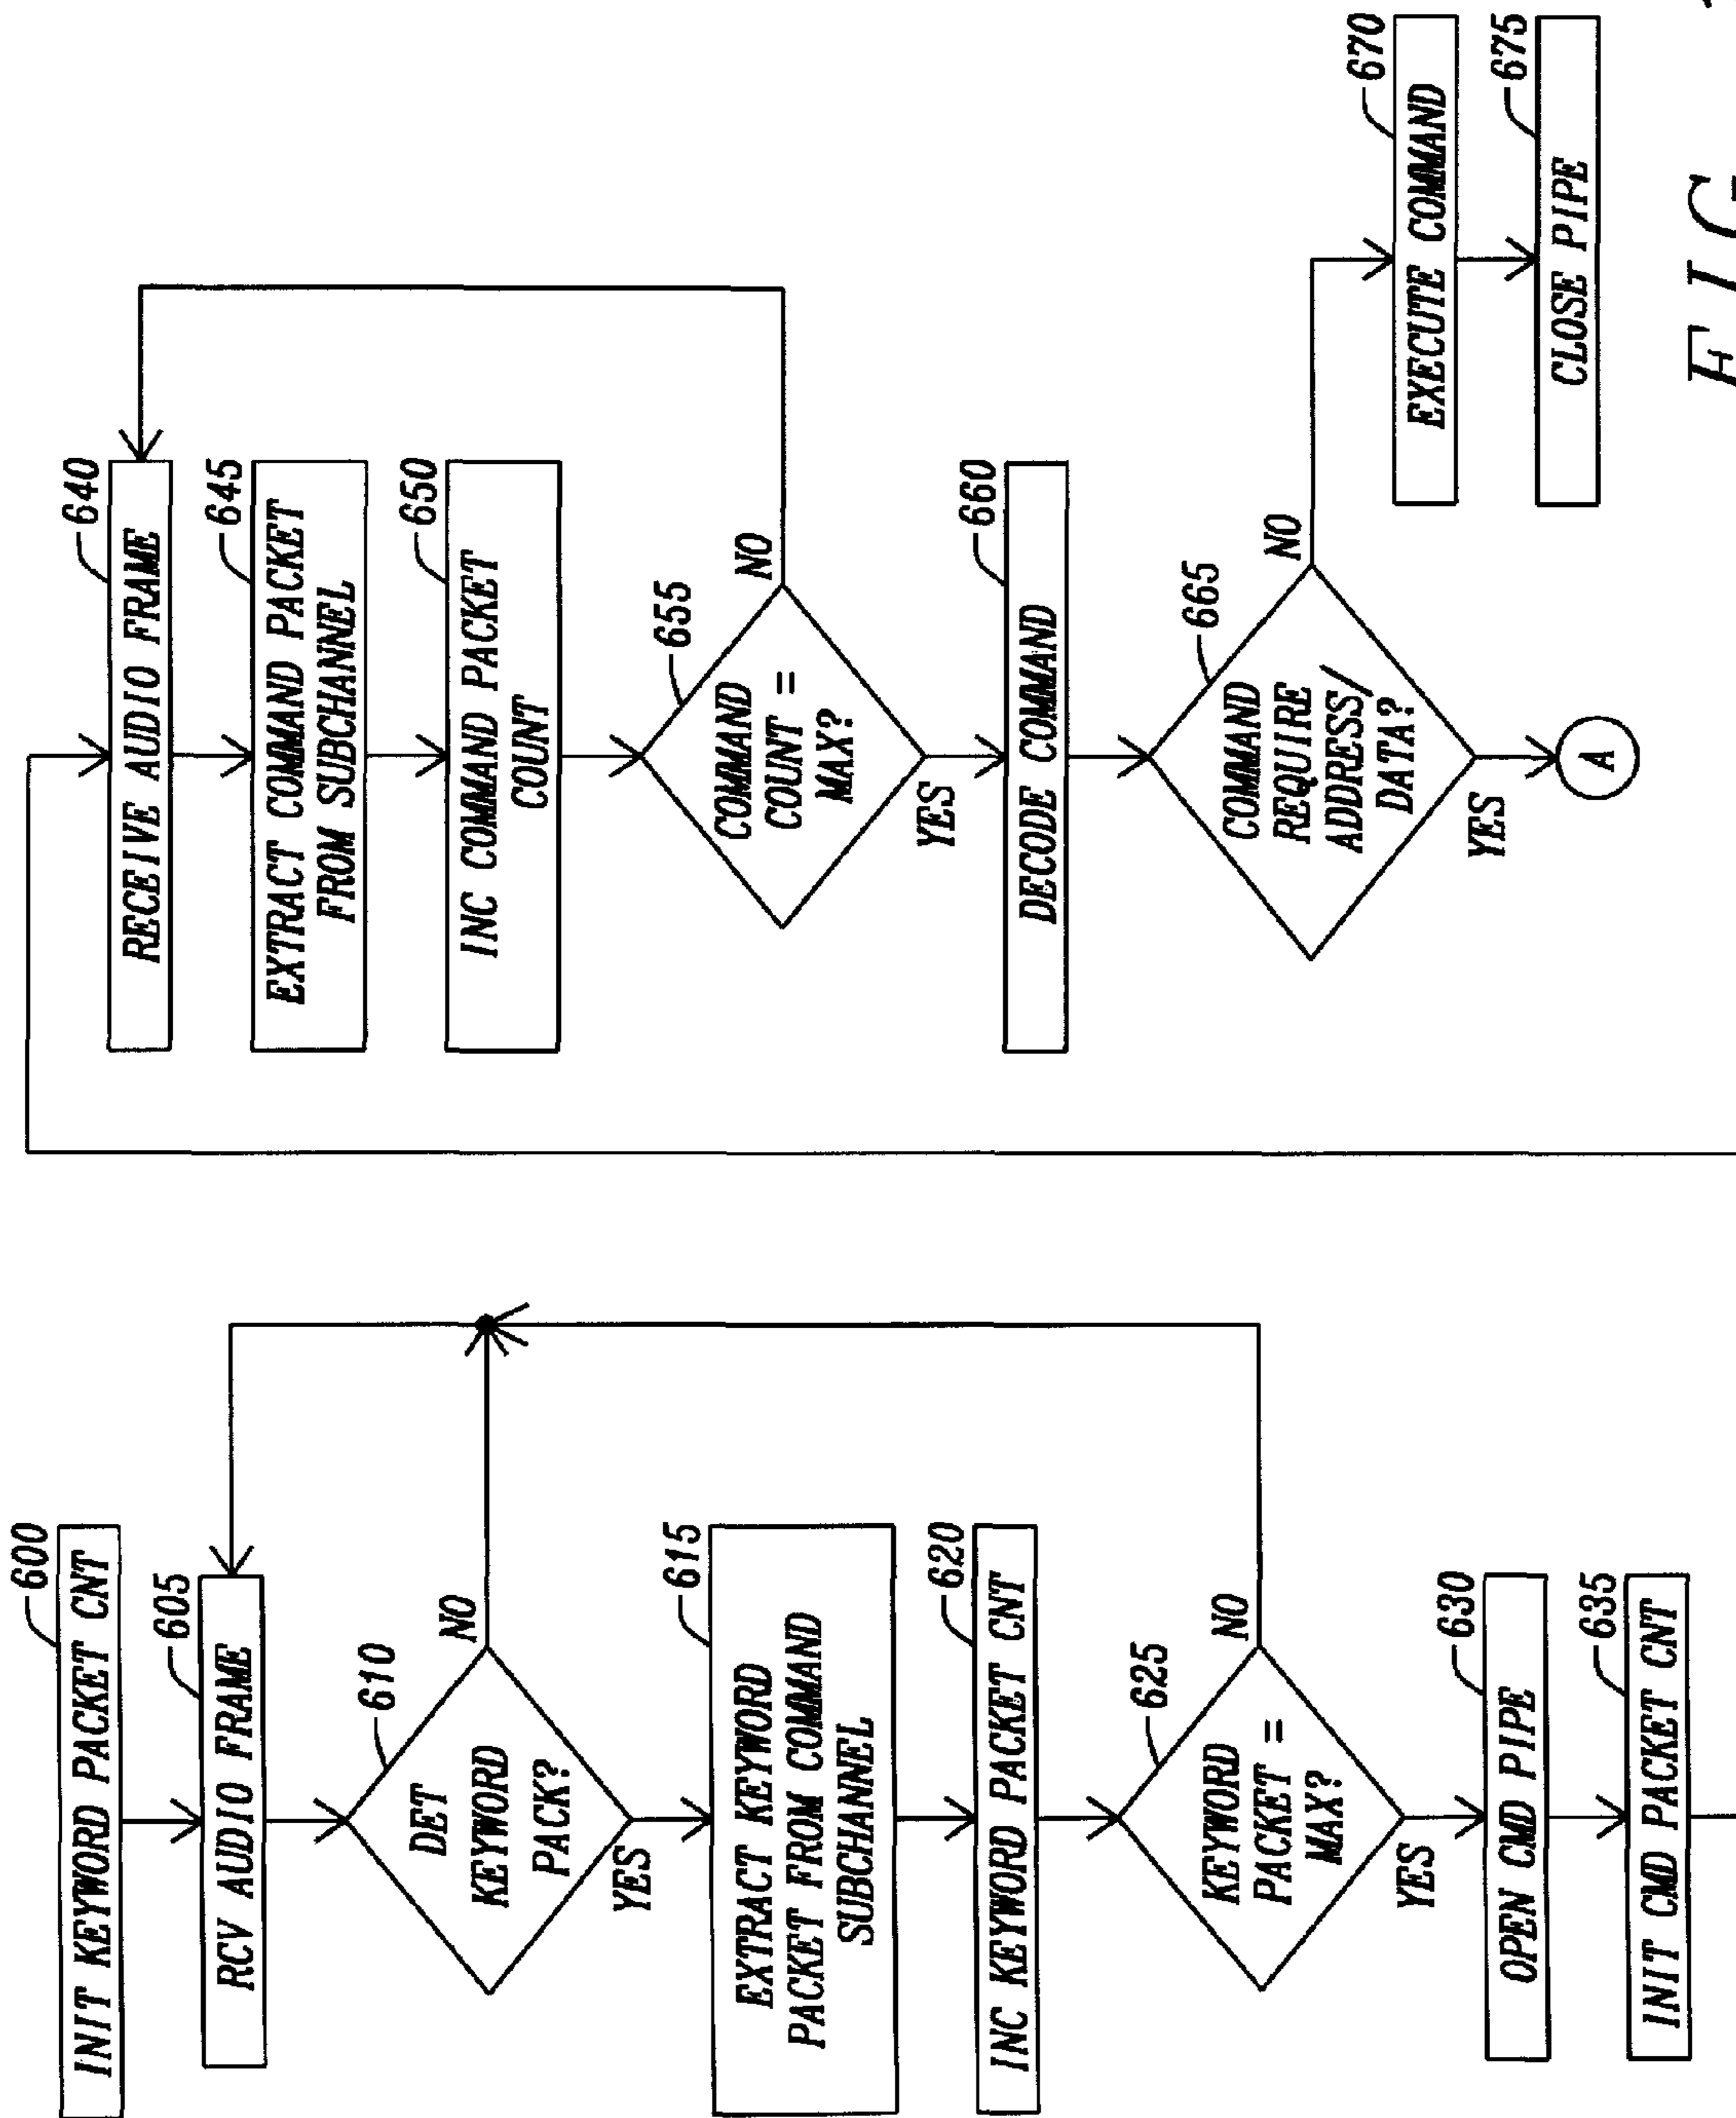 INIT KEYWORD PACKET CNT
600
RCV AUDIO FRAME
605
DET
KEYWORD
PACK?
610
NO
YES
EXTRACT KEYWORD
PACKET FROM COMMAND
SUBCHANNEL
615
INC KEYWORD PACKET CNT
620
KEYWORD
PACKET =
MAX?
625
NO
YES
OPEN CMD PIPE
630
INIT CMD PACKET CNT
635
RECEIVE AUDIO FRAME
640
EXTRACT COMMAND PACKET
FROM SUBCHANNEL
645
INC COMMAND PACKET
COUNT
650
COMMAND
COUNT =
MAX?
655
NO
YES
DECODE COMMAND
660
COMMAND
REQUIRE
ADDRESS/
DATA?
665
NO
YES
A
EXECUTE COMMAND
670
CLOSE PIPE
675
FIG.